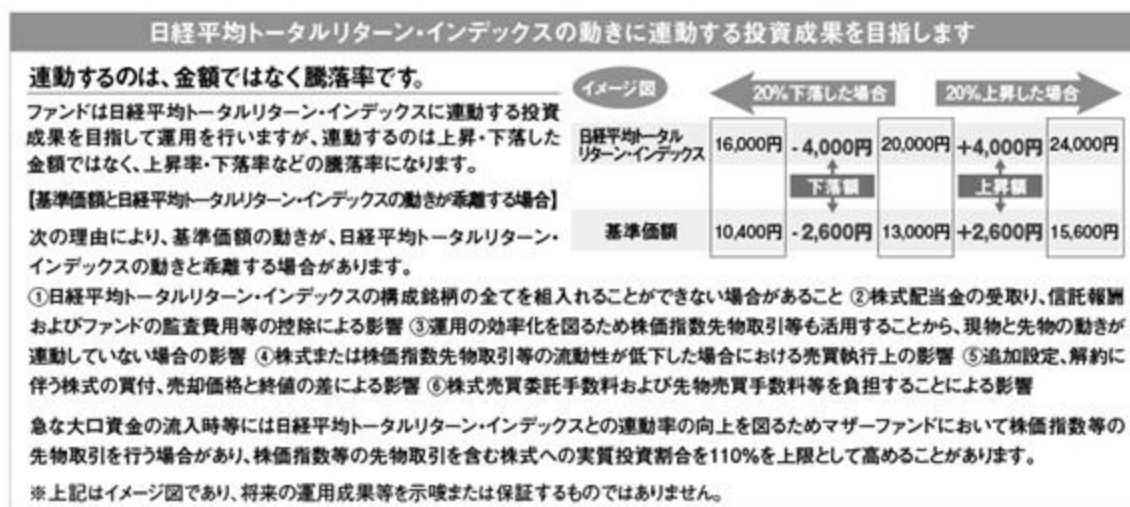 日経平均トータルリターン・インデックスの動きに連動する投資成果を目指します
連動するのは、金額ではなく騰落率です。
ファンドは日経平均トータルリターン・インデックスに連動する投資
成果を目指して運用を行いますが、連動するのは上昇・下落した
金額ではなく、上昇率・下落率などの騰落率になります。
【基準価額と日経平均トータルリターン・インデックスの動きが乖離する場合】
次の理由により、基準価額の動きが、日経平均トータルリターン・
インデックスの動きと乖離する場合があります。
イメージ図
20%下落した場合
20%上昇した場合
日経平均トータル
リターン・インデックス
16,000円 -4,000円 20,000円 +4,000円 24,000円
下落額
上昇額
基準価額 10,400円 -2,600円 13,000円 +2,600円 15,600円
①日経平均トータルリターン・インデックスの構成銘柄の全てを組入れることができない場合があること ②株式配当金の受取り、信託報酬
およびファンドの監査費用等の控除による影響 ③運用の効率化を図るため株価指数先物取引等も活用することから、現物と先物の動きが
連動していない場合の影響 ④株式または株価指数先物取引等の流動性が低下した場合における売買執行上の影響 ⑤追加設定、解約に
伴う株式の買付、売却価格と終値の差による影響 ⑥株式売買委託手数料および先物売買手数料等を負担することによる影響
急な大口資金の流入時等には日経平均トータルリターン・インデックスとの連動率の向上を図るためマザーファンドにおいて株価指数等の
先物取引を行う場合があり、株価指数等の先物取引を含む株式への実質投資割合を110%を上限として高めることがあります。
※上記はイメージ図であり、将来の運用成果等を示唆または保証するものではありません。